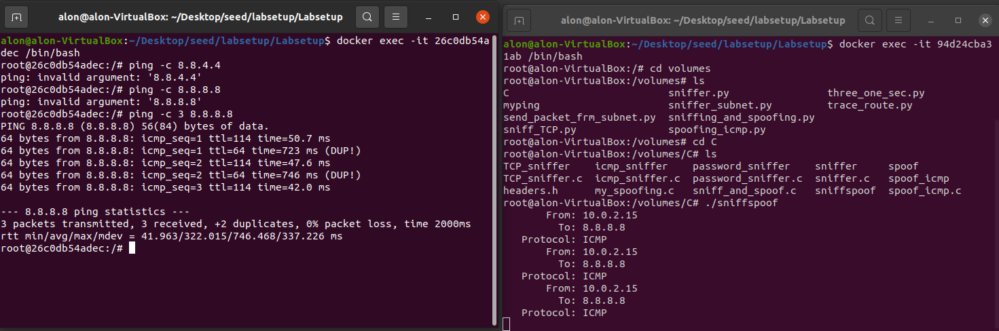 alon@alon-VirtualBox: ~/Desktop/seed/labsetup/Labsetup
alon@alon-VirtualBox:~/Desktop/seed/labsetup/Labsetup$ docker exec -it 26c0db54a
dec /bin/bash
root@26c0db54adec:/# ping -c 8.8.4.4
ping: invalid argument: '8.8.4.4'
root@26c0db54adec:/# ping -c 8.8.8.8
ping: invalid argument: '8.8.8.8'
root@26c0db54adec:/# ping -c 3 8.8.8.8
PING 8.8.8.8 (8.8.8.8) 56(84) bytes of data.
64 bytes from 8.8.8.8: icmp_seq=1 ttl=114 time=50.7 ms
64 bytes from 8.8.8.8: icmp_seq=1 ttl=64 time=723 ms (DUP!)
64 bytes from 8.8.8.8: icmp_seq=2 ttl=114 time=47.6 ms
64 bytes from 8.8.8.8: icmp_seq=2 ttl=64 time=746 ms (DUP!)
64 bytes from 8.8.8.8: icmp_seq=3 ttl=114 time=42.0 ms
--- 8.8.8.8 ping statistics ---
3 packets transmitted, 3 received, +2 duplicates, 0% packet loss, time 2000ms
rtt min/avg/max/mdev = 41.963/322.015/746.468/337.226 ms
root@26c0db54adec:/#
alon@alon-VirtualBox: ~/Desktop/seed/labsetup/Labsetup
alon@alon-VirtualBox:~/Desktop/seed/labsetup/Labsetup$ docker exec -it 94d24cba3
1ab /bin/bash
root@alon-VirtualBox:/# cd volumes
root@alon-VirtualBox:/volumes# ls
C sniffer.py three_one_sec.py
myping sniffer_subnet.py trace_route.py
send_packet_frm_subnet.py sniffing_and_spoofing.py
sniff_TCP.py spoofing_icmp.py
root@alon-VirtualBox:/volumes# cd C
root@alon-VirtualBox:/volumes/C# ls
TCP_sniffer icmp_sniffer password_sniffer sniffer spoof
TCP_sniffer.c icmp_sniffer.c password_sniffer.c sniffer.c spoof_icmp
headers.h my_spoofing.c sniff_and_spoof.c sniffspoof spoof_icmp.c
root@alon-VirtualBox:/volumes/C# ./sniffspoof
From: 10.0.2.15
To: 8.8.8.8
Protocol: ICMP
From: 10.0.2.15
To: 8.8.8.8
Protocol: ICMP
From: 10.0.2.15
To: 8.8.8.8
Protocol: ICMP